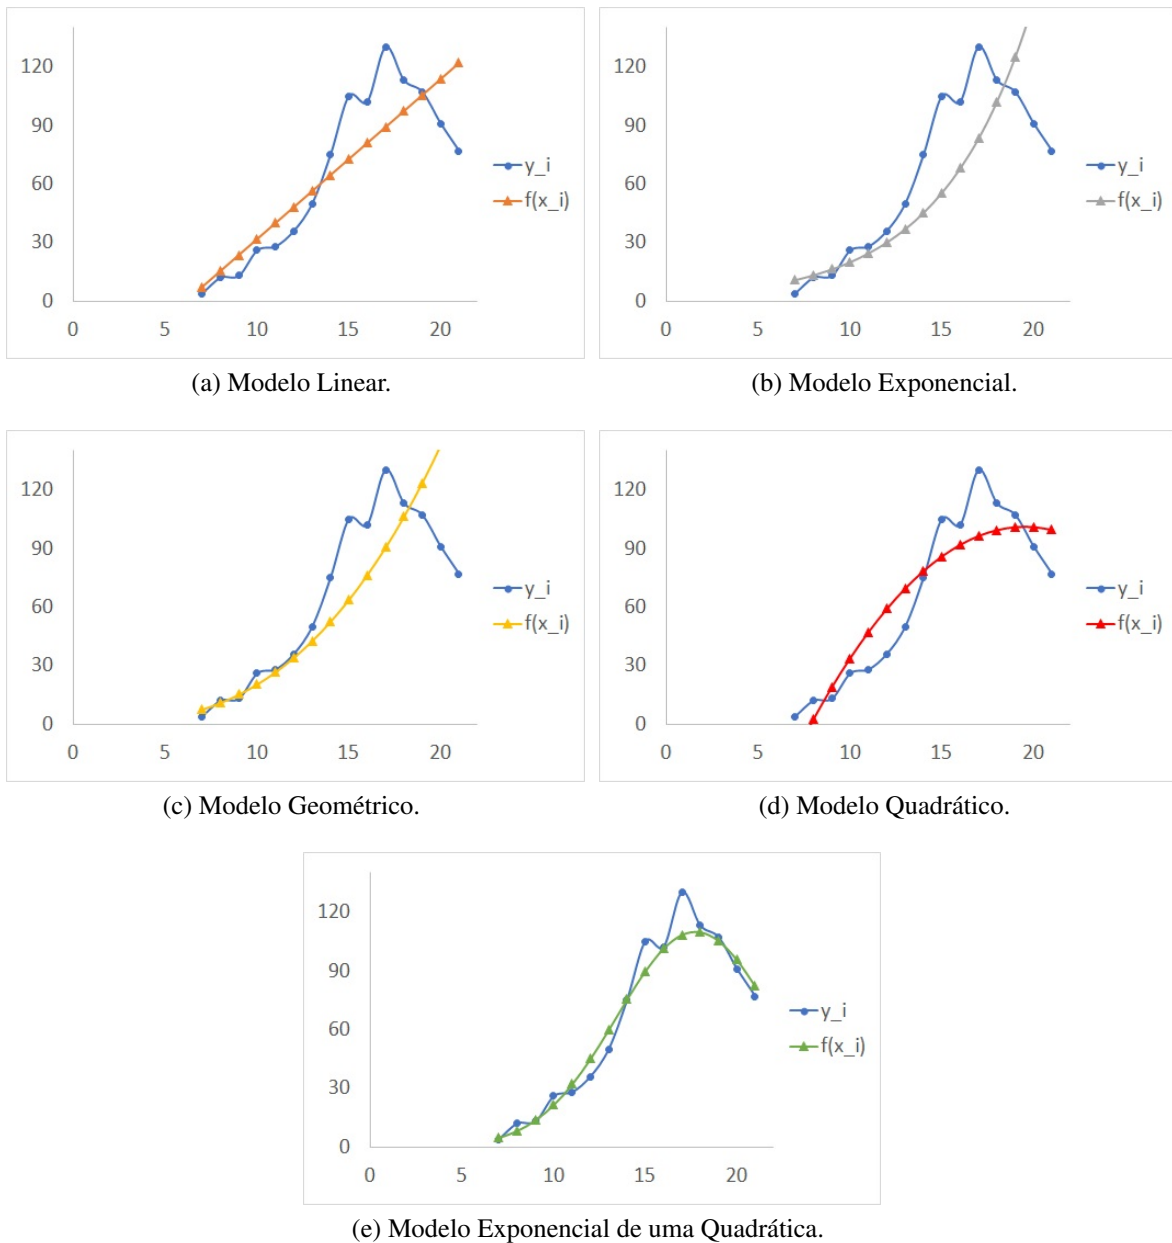 120
90
60
30
0
0 5 10 15 20
y_i
f(x_i)
(a) Modelo Linear.
120
90
60
30
0
0 5 10 15 20
y_i
f(x_i)
(b) Modelo Exponencial.
120
90
60
30
0
0 5 10 15 20
y_i
f(x_i)
(c) Modelo Geométrico.
120
90
60
30
0
0 5 10 15 20
y_i
f(x_i)
(d) Modelo Quadrático.
120
90
60
30
0
0 5 10 15 20
y_i
f(x_i)
(e) Modelo Exponencial de uma Quadrática.